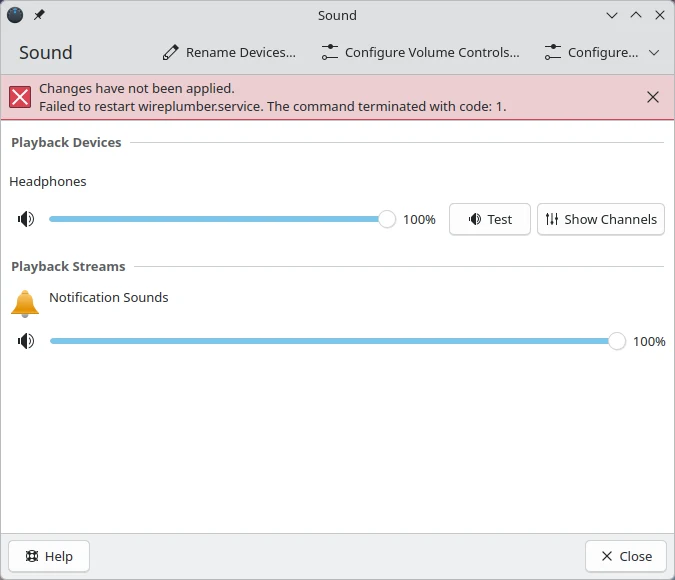 Sound
Sound
Rename Devices...
Configure Volume Controls...
Configure...
Changes have not been applied.
Failed to restart wireplumber.service. The command terminated with code: 1.
Playback Devices
Headphones
100%
Test
Show Channels
Playback Streams
Notification Sounds
100%
Help
Close